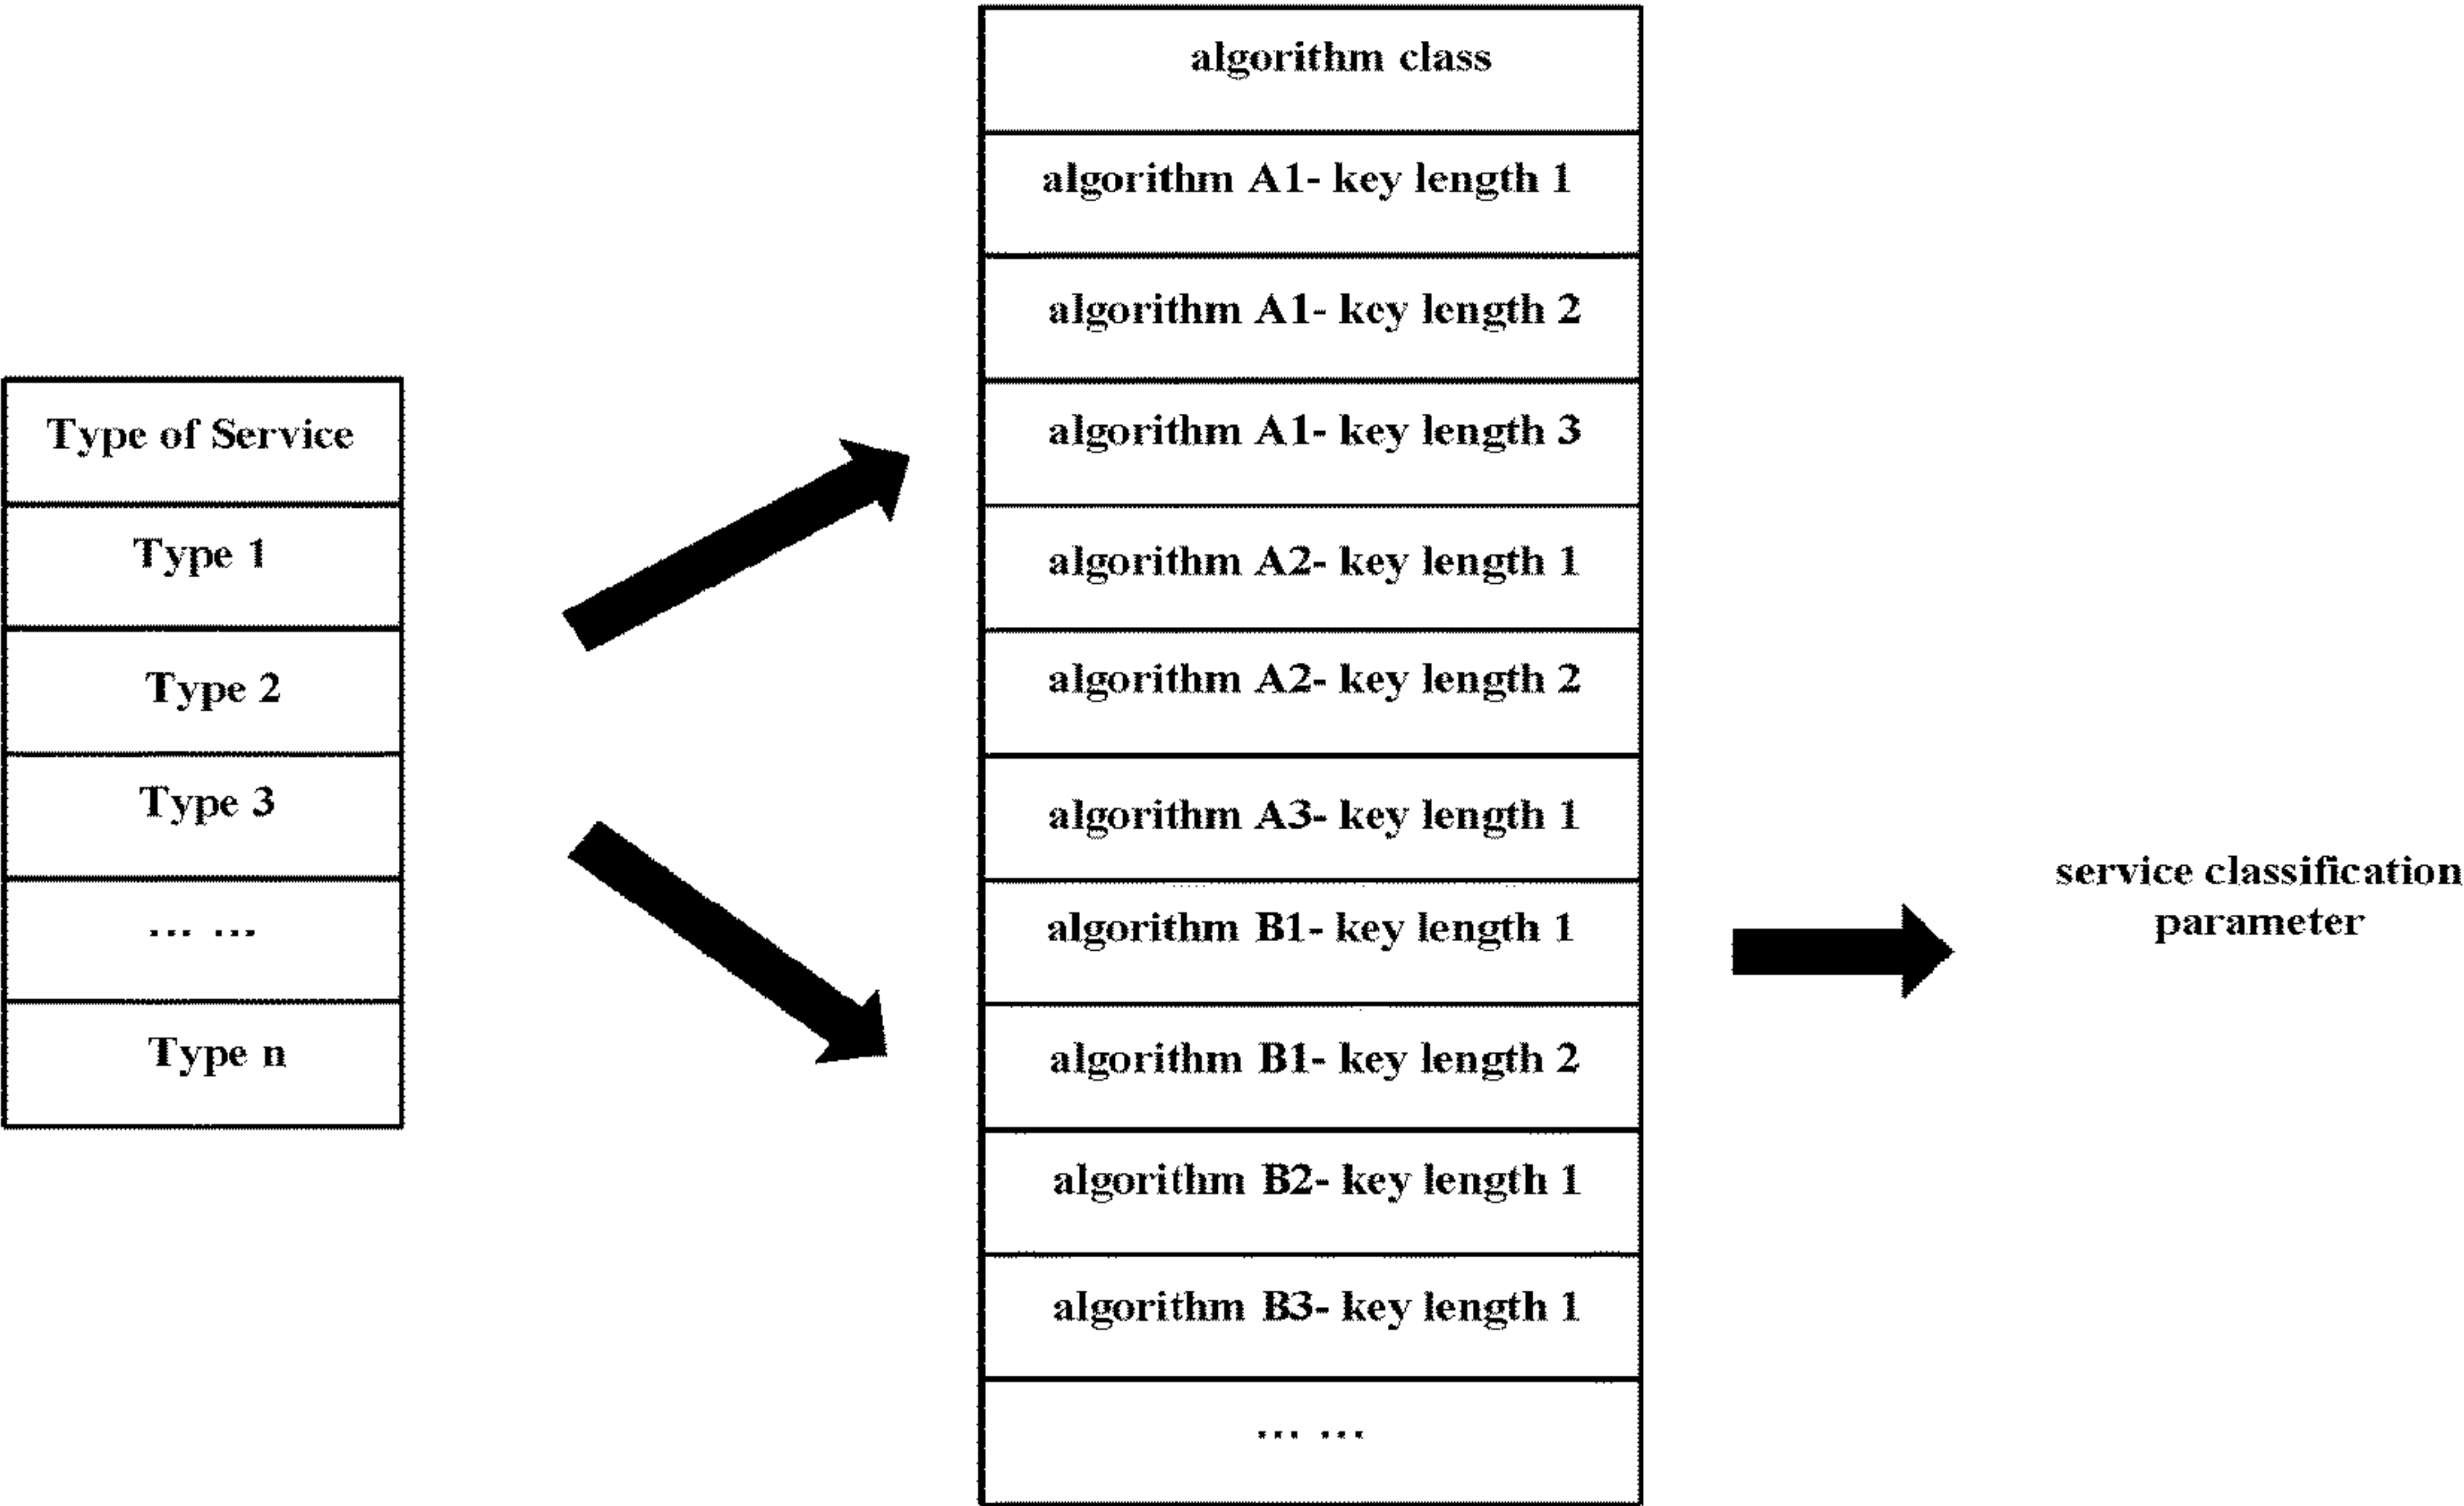 Type of Service
Type 1
Type 2
Type 3
... ...
Type n
algorithm class
algorithm A1- key length 1
algorithm A1- key length 2
algorithm A1- key length 3
algorithm A2- key length 1
algorithm A2- key length 2
algorithm A3- key length 1
algorithm B1- key length 1
algorithm B1- key length 2
algorithm B2- key length 1
algorithm B3- key length 1
... ...
service classification
parameter